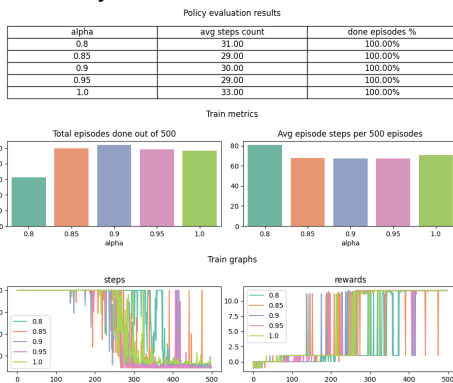 Policy evaluation results
alpha avg steps count done episodes %
0.8 31.00 100.00%
0.85 29.00 100.00%
0.9 30.00 100.00%
0.95 29.00 100.00%
1.0 33.00 100.00%
Train metrics
Total episodes done out of 500 Avg episode steps per 500 episodes
80
60
40
20
0 0
0.8 0.85 0.9 0.95 1.0 0.8 0.85 0.9 0.95 1.0
alpha alpha
Train graphs
steps rewards
0.8 0.8
0.85 0.85
0.9 0.9
0.95 0.95
1.0 1.0
10.0
7.5
5.0
2.5
0.0
0 100 200 300 400 500 0 100 200 300 400 500